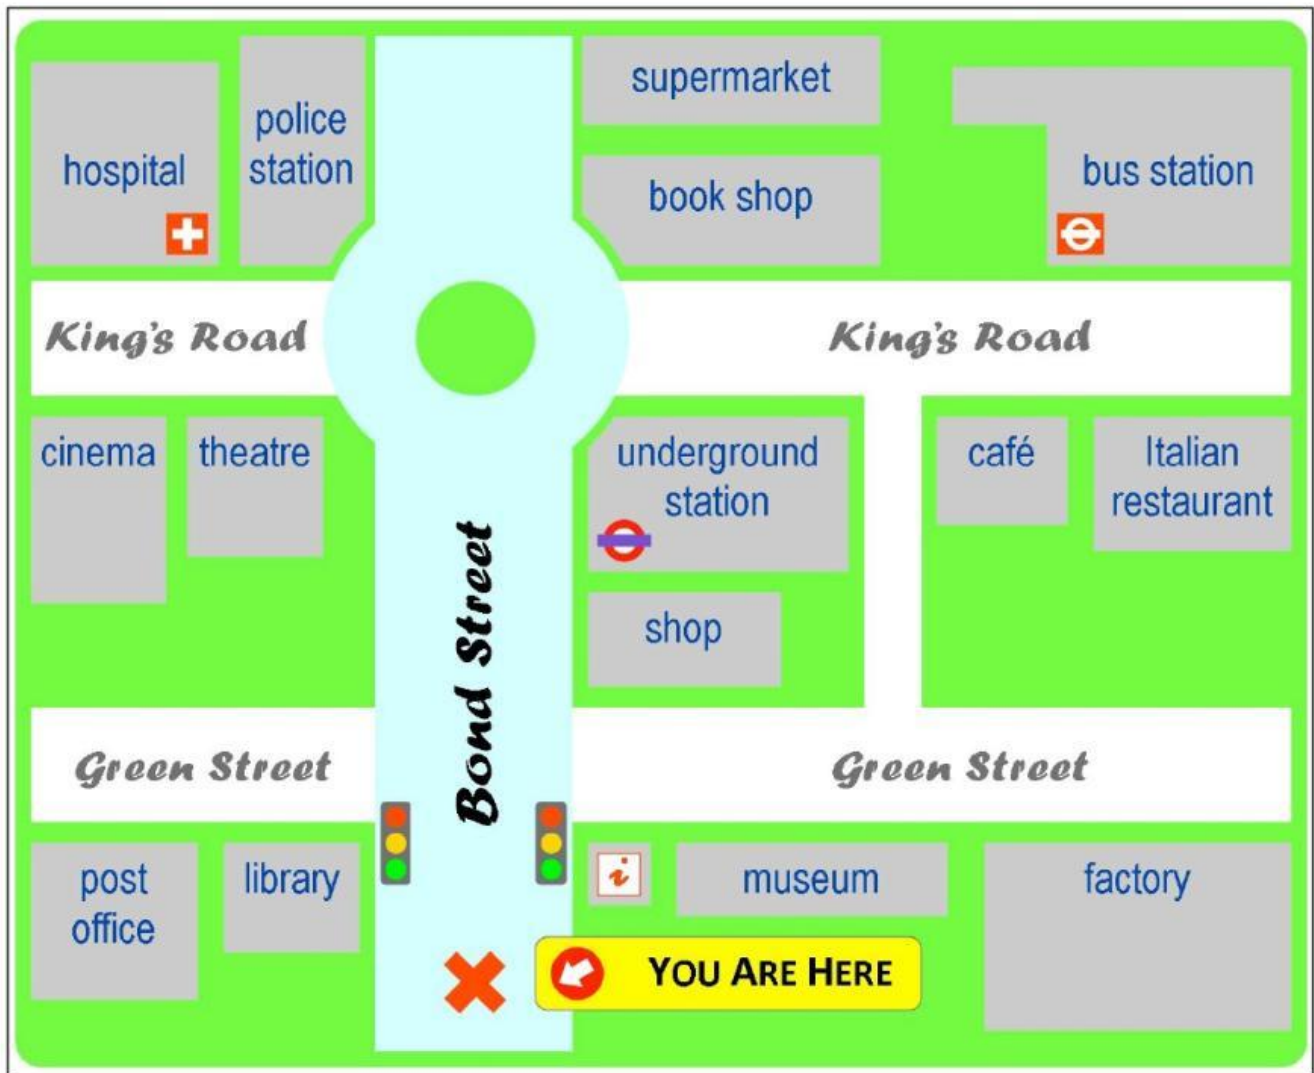 hospital
police
station
supermarket
book shop
bus station
King's Road
King's Road
cinema
theatre
underground
station
café
Italian
restaurant
shop
Bond Street
Green Street
Green Street
post
office
library
i
museum
factory
YOU ARE HERE